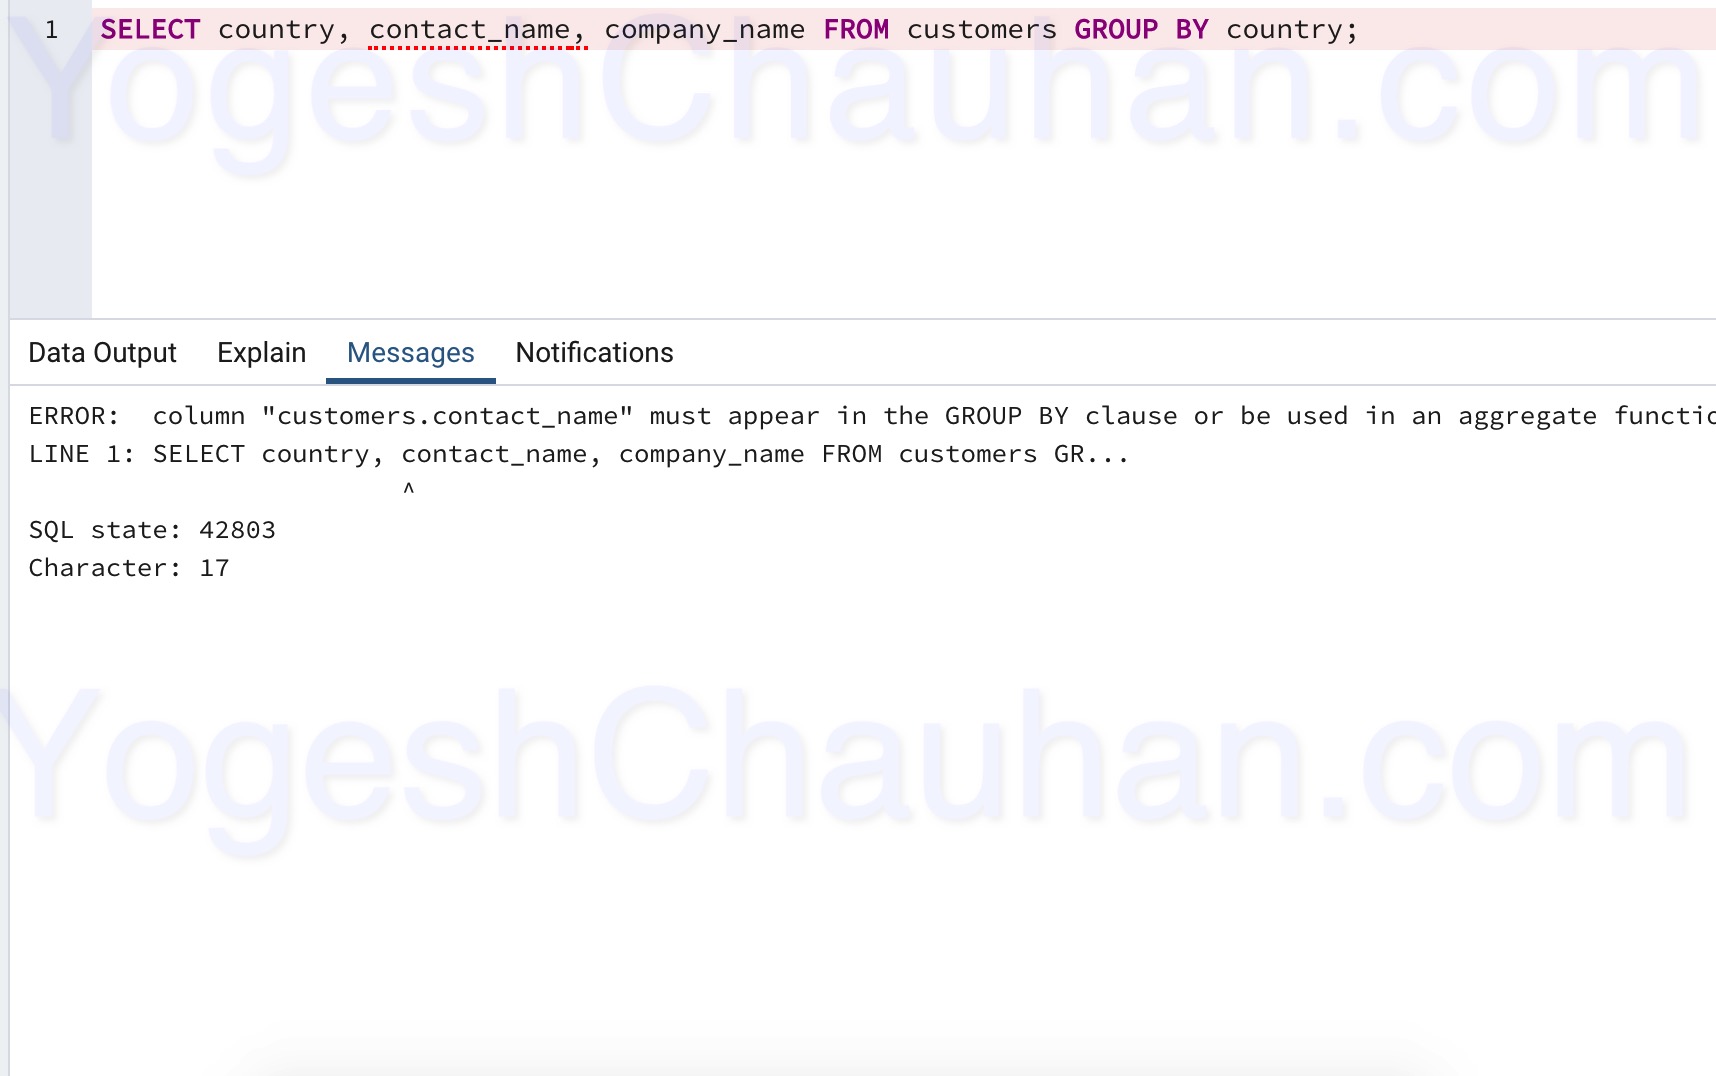 1 SELECT country, contact_name, company_name FROM customers GROUP BY country;
YogeshChauhan.com
Data Output Explain Messages Notifications
ERROR:  column "customers.contact_name" must appear in the GROUP BY clause or be used in an aggregate functio
LINE 1: SELECT country, contact_name, company_name FROM customers GR...
^
SQL state: 42803
Character: 17
YogeshChauhan.com